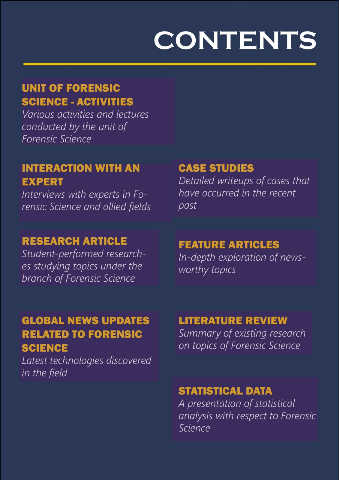 CONTENTS
UNIT OF FORENSIC
SCIENCE - ACTIVITIES
Various activities and lectures
conducted by the unit of
Forensic Science
INTERACTION WITH AN
EXPERT
Interviews with experts in Fo-
rensic Science and allied fields
CASE STUDIES
Detailed writeups of cases that
have occurred in the recent
past
RESEARCH ARTICLE
Student-performed research-
es studying topics under the
branch of Forensic Science
FEATURE ARTICLES
In-depth exploration of news-
worthy topics
GLOBAL NEWS UPDATES
RELATED TO FORENSIC
SCIENCE
Latest technologies discovered
in the field
LITERATURE REVIEW
Summary of existing research
on topics of Forensic Science
STATISTICAL DATA
A presentation of statistical
analysis with respect to Forensic
Science